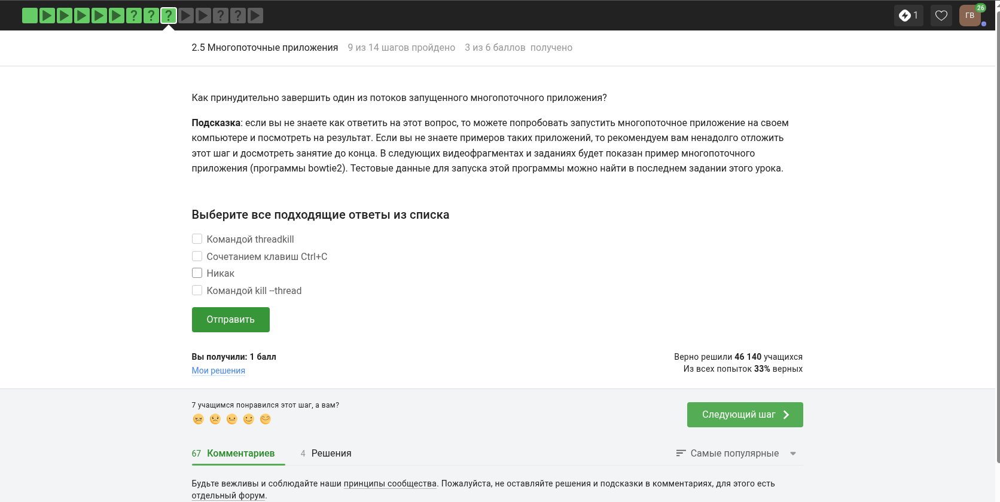 ? ? ? ? ?
1
ГВ
26
2.5 Многопоточные приложения 9 из 14 шагов пройдено 3 из 6 баллов получено
Как принудительно завершить один из потоков запущенного многопоточного приложения?
Подсказка: если вы не знаете как ответить на этот вопрос, то можете попробовать запустить многопоточное приложение на своем
компьютере и посмотреть на результат. Если вы не знаете примеров таких приложений, то рекомендуем вам ненадолго отложить
этот шаг и досмотреть занятие до конца. В следующих видеофрагментах и заданиях будет показан пример многопоточного
приложения (программы bowtie2). Тестовые данные для запуска этой программы можно найти в последнем задании этого урока.
Выберите все подходящие ответы из списка
Командой threadkill
Сочетанием клавиш Ctrl+C
Никак
Командой kill --thread
Отправить
Вы получили: 1 балл
Мои решения
Верно решили 46 140 учащихся
Из всех попыток 33% верных
7 учащимся понравился этот шаг, а вам?
Следующий шаг
67 Комментариев 4 Решения Самые популярные
Будьте вежливы и соблюдайте наши принципы сообщества. Пожалуйста, не оставляйте решения и подсказки в комментариях, для этого есть
отдельный форум.